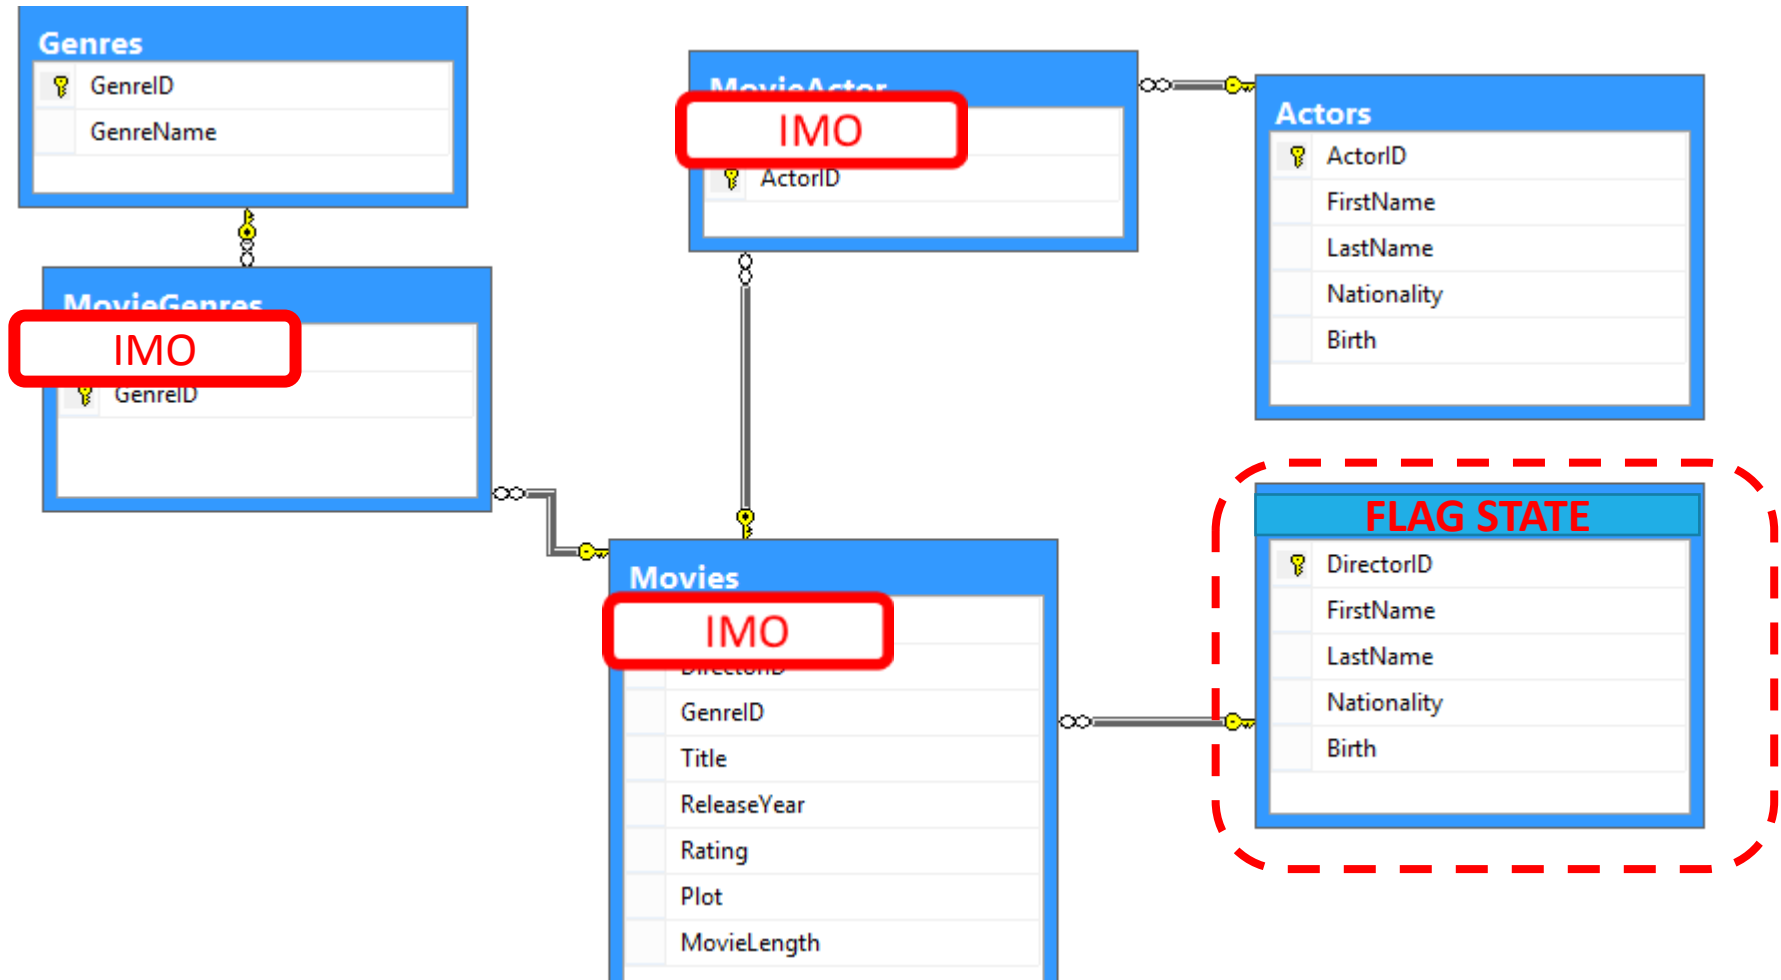 Genres
GenreID
GenreName
MovieGenres
IMO
GenreID
MovieActor
IMO
ActorID
Actors
ActorID
FirstName
LastName
Nationality
Birth
Movies
IMO
DirectorID
GenreID
Title
ReleaseYear
Rating
Plot
MovieLength
FLAG STATE
DirectorID
FirstName
LastName
Nationality
Birth